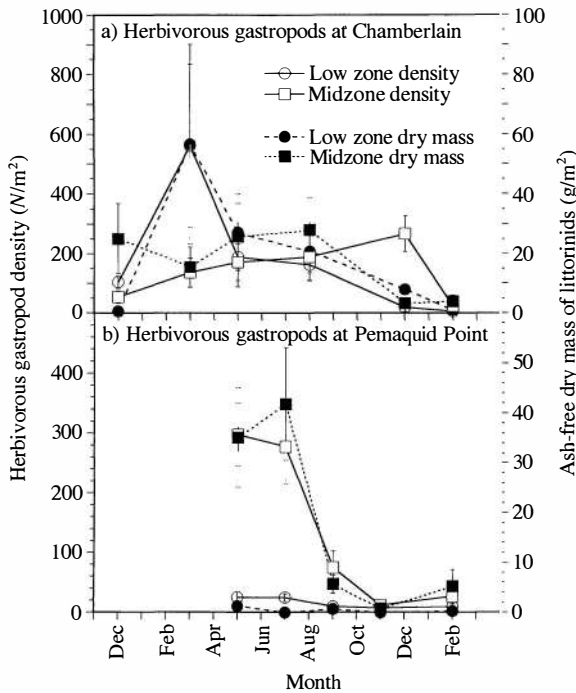 a) Herbivorous gastropods at Chamberlain
Low zone density
Midzone density
Low zone dry mass
Midzone dry mass
1000
800
600
400
200
0
100
80
60
40
20
0
b) Herbivorous gastropods at Pemaquid Point
400
300
200
100
0
50
40
30
20
10
0
Herbivorous gastropod density (N/m²)
Ash-free dry mass of littorinids (g/m²)
Dec
Feb
Apr
Jun
Aug
Oct
Dec
Feb
Month